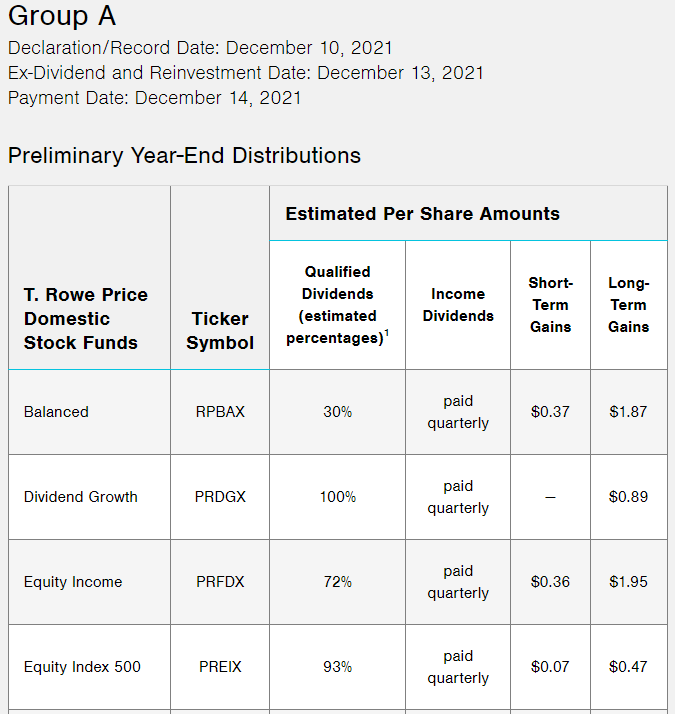 Group A
Declaration/Record Date: December 10, 2021
Ex-Dividend and Reinvestment Date: December 13, 2021
Payment Date: December 14, 2021
Preliminary Year-End Distributions
Estimated Per Share Amounts
T. Rowe Price
Domestic
Stock Funds
Ticker
Symbol
Qualified
Dividends
(estimated
percentages)¹
Income
Dividends
Short-
Term
Gains
Long-
Term
Gains
Balanced RPBAX 30% paid
quarterly $0.37 $1.87
Dividend Growth PRDGX 100% paid
quarterly — $0.89
Equity Income PRFDX 72% paid
quarterly $0.36 $1.95
Equity Index 500 PREIX 93% paid
quarterly $0.07 $0.47